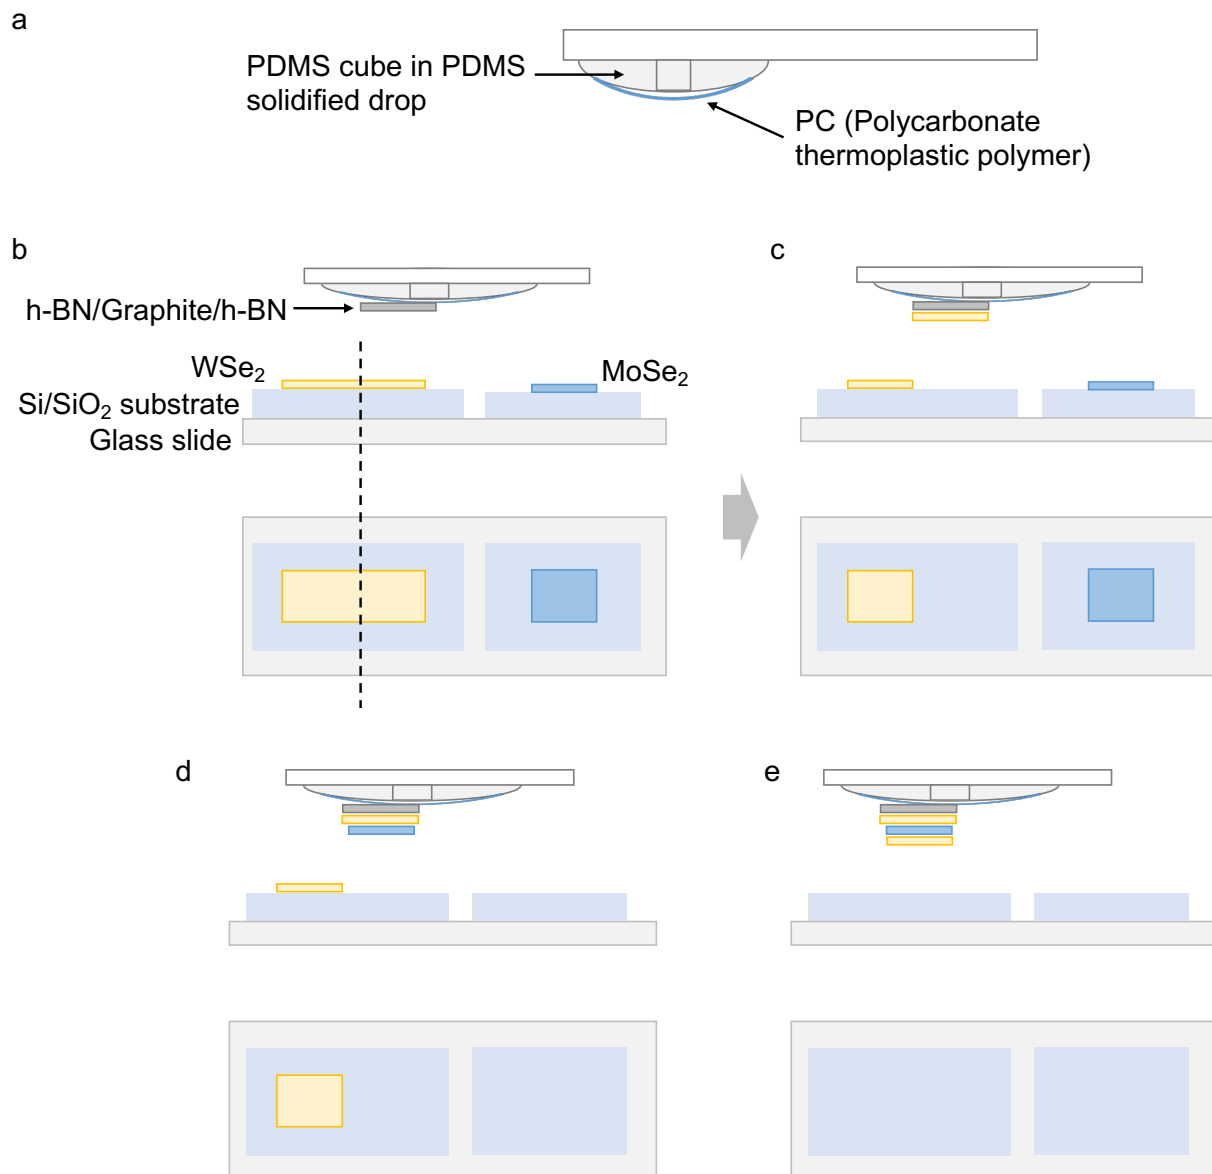 a
PDMS cube in PDMS
solidified drop
PC (Polycarbonate
thermoplastic polymer)
b
c
h-BN/Graphite/h-BN
WSe₂
MoSe₂
Si/SiO₂ substrate
Glass slide
d
e